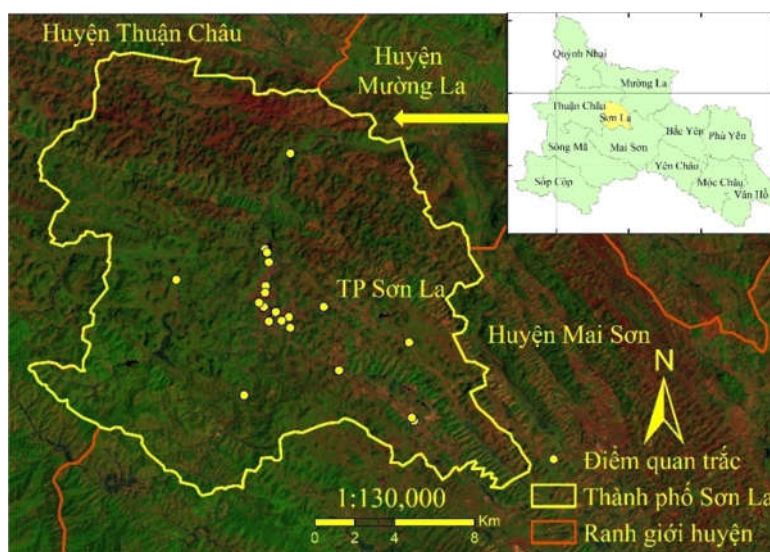 Huyện Thuận Châu
Huyện
Mường La
Quỳnh Nhai
Mường La
Thuận Châu
Sơn La
Bắc Yên
Phù Yên
Sông Mã
Mai Sơn
Yên Châu
Sốp Cộp
Mộc Châu
Vân Hồ
TP Sơn La
Huyện Mai Sơn
N
Điểm quan trắc
1:130,000
Thành phố Sơn La
Km
0 2 4 8
Ranh giới huyện